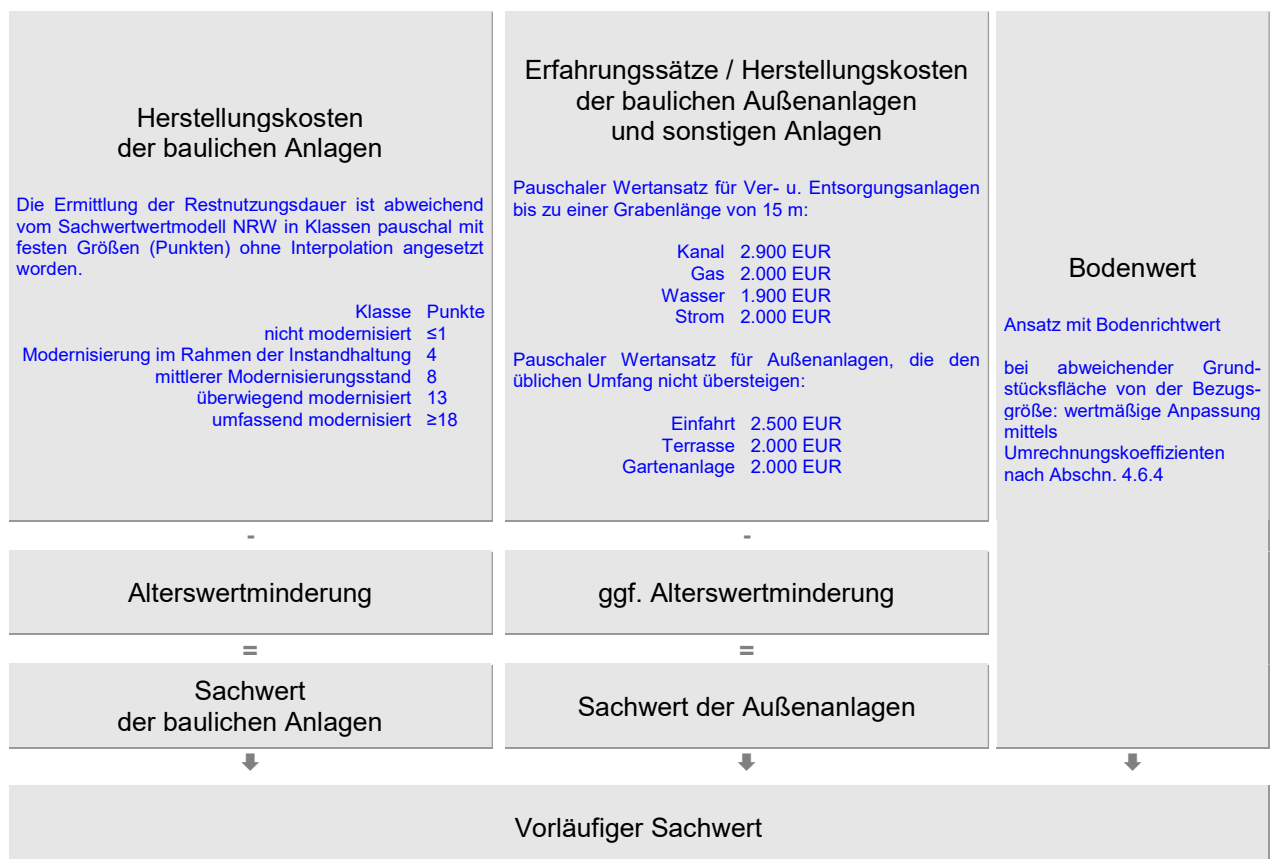 Herstellungskosten
der baulichen Anlagen
Die Ermittlung der Restnutzungsdauer ist abweichend
vom Sachwertwertmodell NRW in Klassen pauschal mit
festen Größen (Punkten) ohne Interpolation angesetzt
worden.
Klasse Punkte
nicht modernisiert ≤1
Modernisierung im Rahmen der Instandhaltung 4
mittlerer Modernisierungsstand 8
überwiegend modernisiert 13
umfassend modernisiert ≥18
Erfahrungssätze / Herstellungskosten
der baulichen Außenanlagen
und sonstigen Anlagen
Pauschaler Wertansatz für Ver- u. Entsorgungsanlagen
bis zu einer Grabenlänge von 15 m:
Kanal 2.900 EUR
Gas 2.000 EUR
Wasser 1.900 EUR
Strom 2.000 EUR
Pauschaler Wertansatz für Außenanlagen, die den
üblichen Umfang nicht übersteigen:
Einfahrt 2.500 EUR
Terrasse 2.000 EUR
Gartenanlage 2.000 EUR
Bodenwert
Ansatz mit Bodenrichtwert
bei abweichender Grund-
stücksfläche von der Bezugs-
größe: wertmäßige Anpassung
mittels
Umrechnungskoeffizienten
nach Abschn. 4.6.4
- -
Alterswertminderung
ggf. Alterswertminderung
= =
Sachwert
der baulichen Anlagen
Sachwert der Außenanlagen
Vorläufiger Sachwert